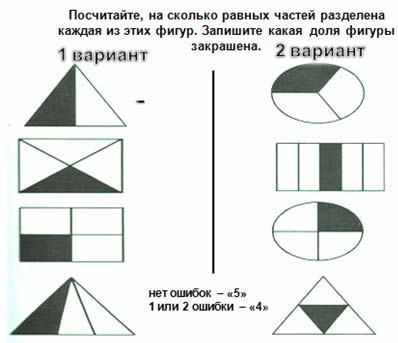 Посчитайте, на сколько равных частей разделена
каждая из этих фигур. Запишите какая доля фигуры
закрашена.
1 вариант
2 вариант
–
нет ошибок – «5»
1 или 2 ошибки – «4»